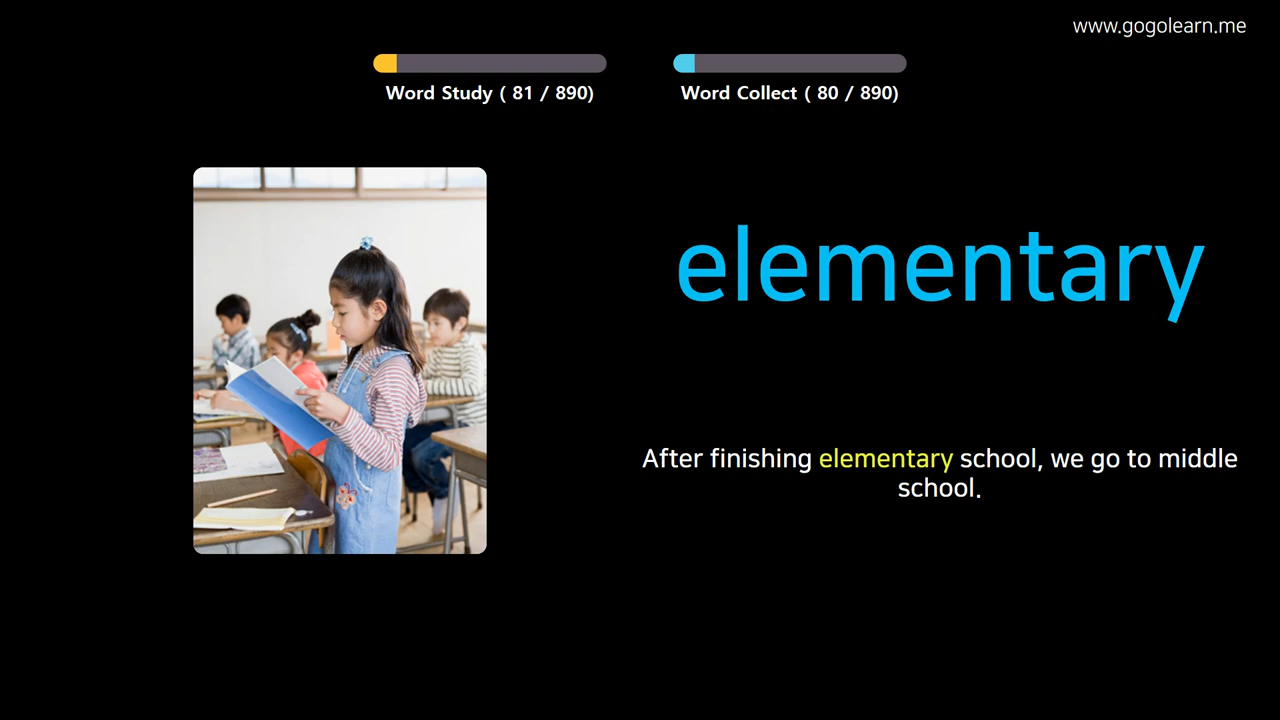 www.gogolearn.me
Word Study ( 81 / 890)
Word Collect ( 80 / 890)
elementary
After finishing elementary school, we go to middle
school.